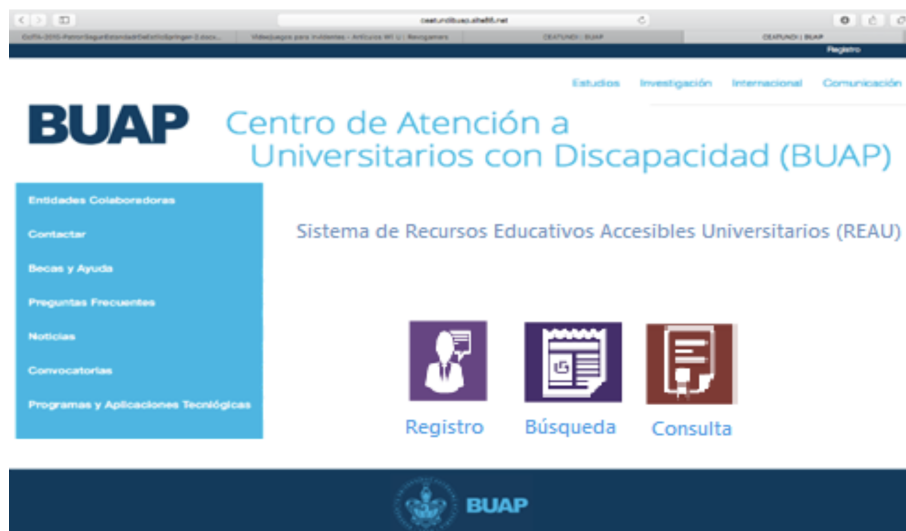 Registro
Estudios Investigación Internacional Comunicación
BUAP
Centro de Atención a
Universitarios con Discapacidad (BUAP)
Entidades Colaboradoras
Contactar
Becas y Ayuda
Preguntas Frecuentes
Noticias
Convocatorias
Programas y Aplicaciones Tecnlógicas
Sistema de Recursos Educativos Accesibles Universitarios (REAU)
Registro Búsqueda Consulta
BUAP